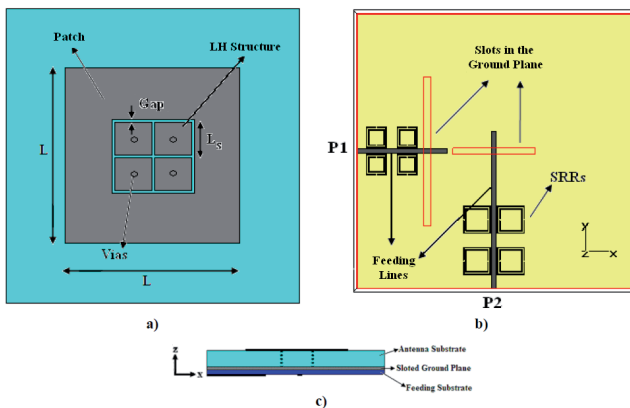 Patch
LH Structure
Gap
Ls
L
Vias
L
a)
Slots in the
Ground Plane
P1
SRRs
Feeding
Lines
y
z
x
P2
b)
z
x
Antenna Substrate
Sloted Ground Plane
Feeding Substrate
c)